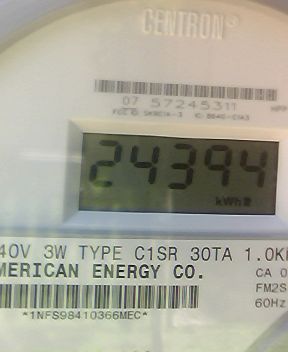 CENTRON®
07 57245311
24394
kWh
40V 3W TYPE C1SR 30TA 1.0K
MERICAN ENERGY CO.
CA 0
FM2S
60Hz
*1NFS98410366MEC*